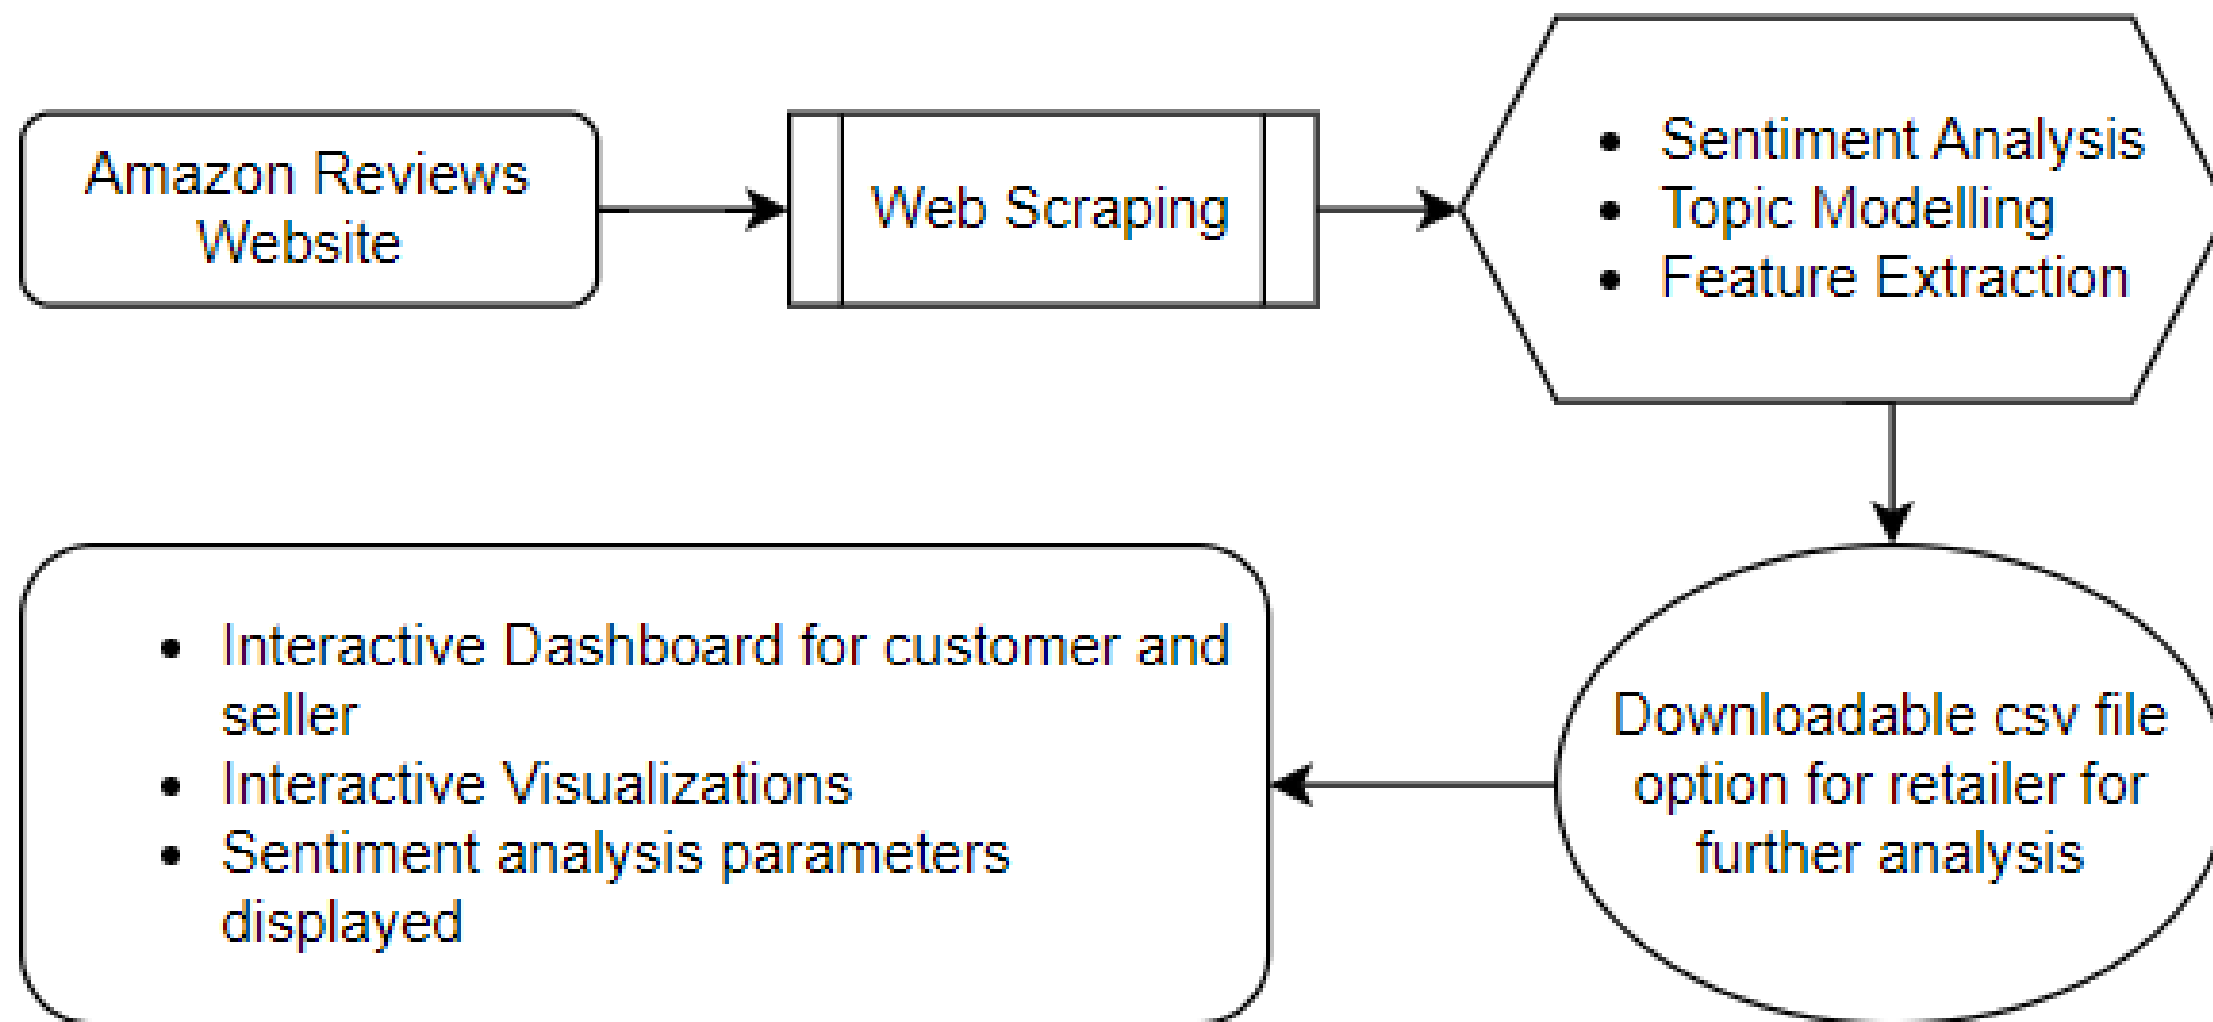 Amazon Reviews
Website
Web Scraping
• Sentiment Analysis
• Topic Modelling
• Feature Extraction
Downloadable csv file
option for retailer for
further analysis
• Interactive Dashboard for customer and
seller
• Interactive Visualizations
• Sentiment analysis parameters
displayed